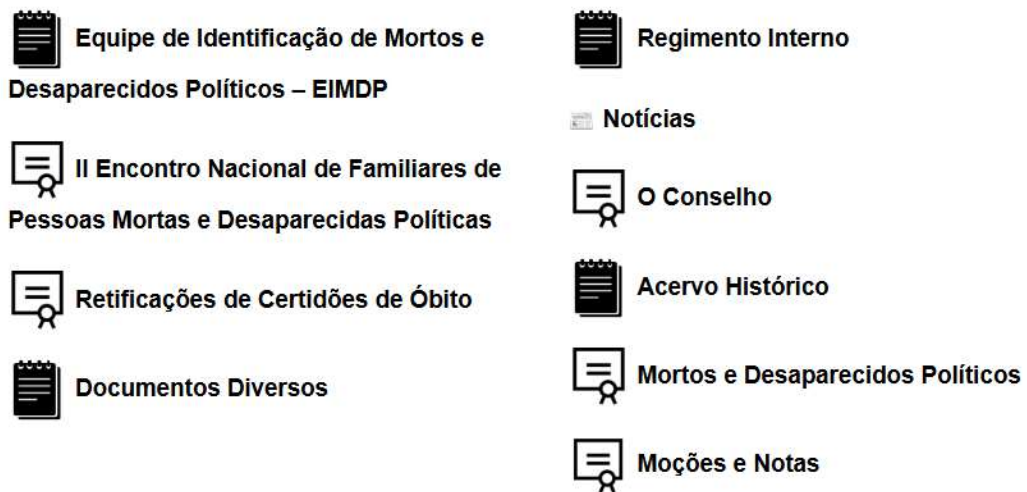 Equipe de Identificação de Mortos e
Desaparecidos Políticos – EIMDP
II Encontro Nacional de Familiares de
Pessoas Mortas e Desaparecidas Políticas
Retificações de Certidões de Óbito
Documentos Diversos
Regimento Interno
Notícias
O Conselho
Acervo Histórico
Mortos e Desaparecidos Políticos
Moções e Notas